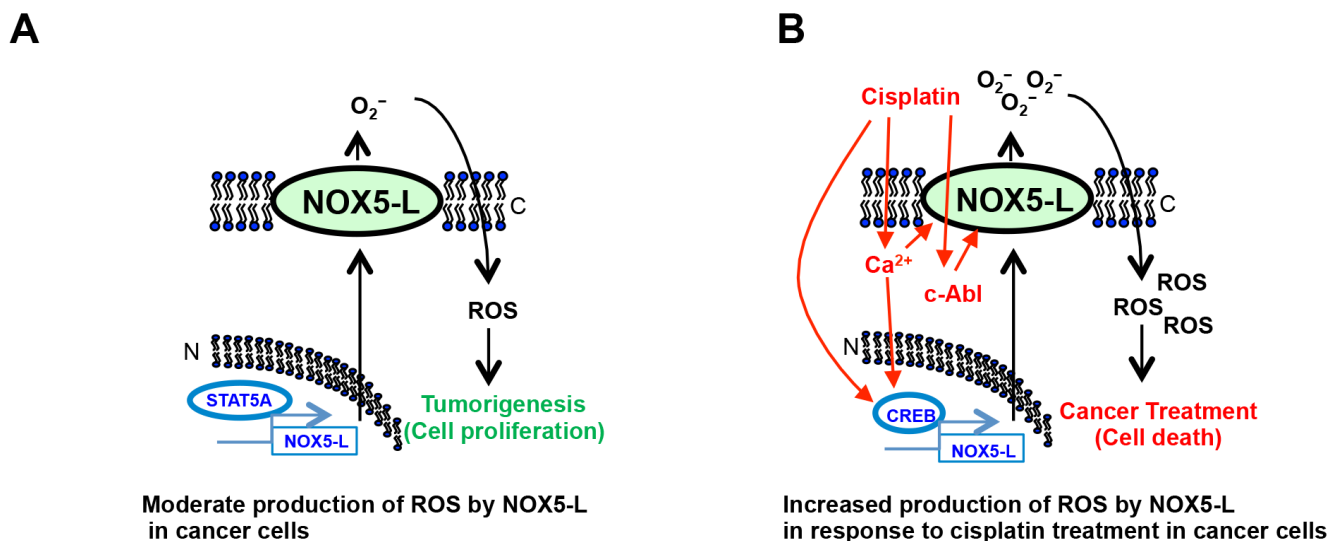 A
O₂⁻
NOX5-L
C
ROS
N
STAT5A
NOX5-L
Tumorigenesis
(Cell proliferation)
Moderate production of ROS by NOX5-L
in cancer cells
B
Cisplatin
O₂⁻ O₂⁻
O₂⁻
NOX5-L
C
Ca²⁺
c-Abl
ROS
ROS
ROS
N
CREB
NOX5-L
Cancer Treatment
(Cell death)
Increased production of ROS by NOX5-L
in response to cisplatin treatment in cancer cells